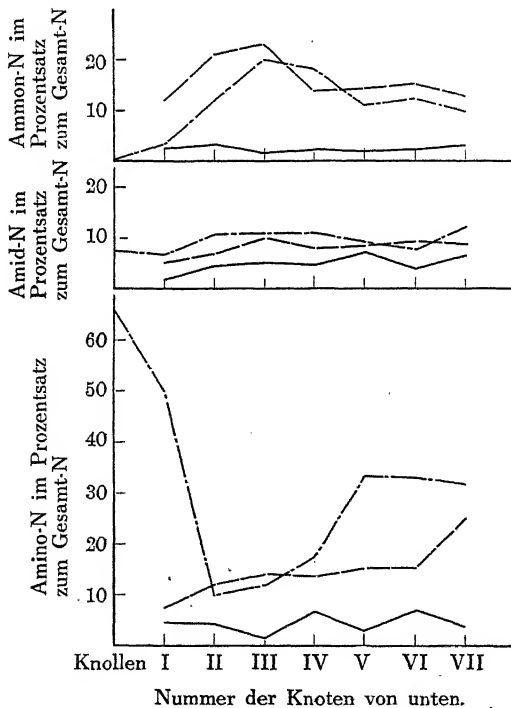 Ammon-N im
Prozentsatz
zum Gesamt-N
20
10
Amid-N im
Prozentsatz
zum Gesamt-N
20
10
Amino-N im Prozentsatz
zum Gesamt-N
60
50
40
30
20
10
Knollen I II III IV V VI VII
Nummer der Knoten von unten.